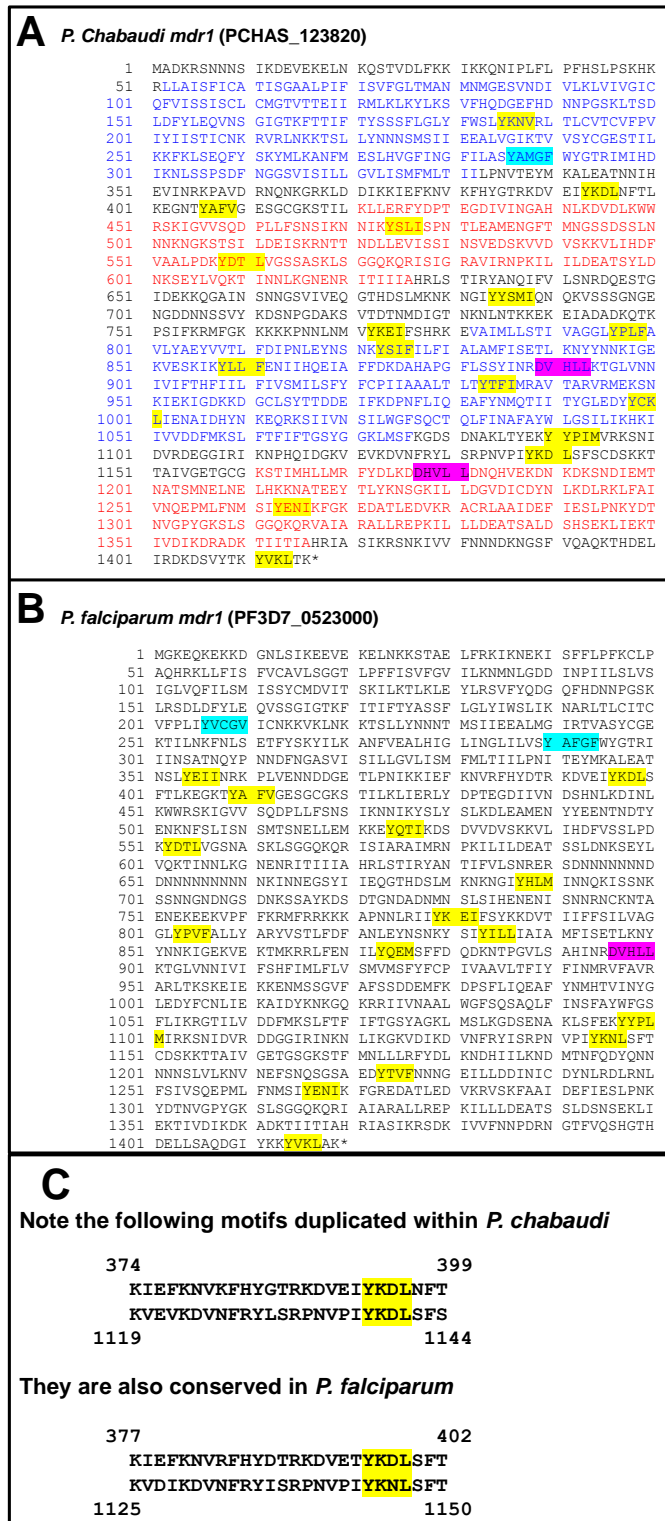 A P. Chabaudi mdr1 (PCHAS_123820)
1 MADKRSNNNS IKDEVEKELN KQSTVDLFKK IKKQNIPLFL PFHSLPSKHK
51 RLLAISFICA TISGAALPIF ISVFGLTMAN MNMGESVNDI VLKLVIVGIC
101 QFVISSISCL CMGTVTTEII RMLKLKYLKS VFHQDGEFHD NNPGSKLTSD
151 LDFYLEQVNS GIGTKFFTIF TYSSSFLGLY FWSLYKNVRL TLCVTCVFPV
201 IYIISTICNK RVRLNKKTSL LYNNNSMSII EEALVGIKTV VSYCGESTIL
251 KKFKLSEQFY SKYMLKANFM ESLHVGFING FILASYAMGF WYGTRIMIHD
301 IKNLSSPSDF NGGSVISILL GVLISMFMLT IILPNVTEYM KALEATNNIH
351 EVINRKPAVD RNQNKGRKLD DIKKIEFKNV KFHYGTRKDV EIYKDLNFTL
401 KEGNTYAFVG ESGCGKSTIL KLLERFYDPT EGDIVINGAH NLKDVDLKWW
451 RSKIGVVSQD PLLFSNSIKN NIKYSLISPN TLEAMENGFT MNGSSDSSLN
501 NKNGKSTSIL DEISKRNTTN DLLEVISSIN SVEDSKVVDV SKKVLIHDF
551 VAALPDKYDT LVGSSASKLS GGQKQRISIG RAVIRNPKIL ILDEATSYLD
601 NKSEYLVQKT INNLKGNENR ITIIIAHRLS TIRYANQIFV LSNRDQESTG
651 IDEKKQGAIN SNNGSVIVEQ GTHDSLMKNK NGIYYSMIQN QKVSSSGNGE
701 NGDDNNSSVY KDSNPGDAKS VTDTNMDIGT NKNLNTKKEK EIADADKQTK
751 PSIFKRMFGK KKKKPNNLNM VYKEIFSHRK EVAIMLLSTI VAGGLYPLFA
801 VLYAEYVVTL FDIPNLEYNS NKYSIFILFI ALAMFISETL KNYYNNKIGE
851 KVESKIKYLL FENIIHQEIA FFDKDAHAPG FLSSYINRDV HLLKTGLVNN
901 IVIFTHFIIL FIVSMILSFY FCPIIAAALT LTYTFIMRAV TARVRMEKSN
951 KIEKIGDKKD GCLSYTTDDE IFKDPNFLIQ EAFYNMQTII TYGLEDYCK
1001 LIENAIDHYN KEQRKSIIVN SILWGFSQCT QLFINAFAYW LGSILIKHGI
1051 IVVDDFMKSL FTFIFTGSYG GKLMSFKGDS DNAKLTYEKY YPIMVRKSNI
1101 DVRDEGGIRI KNPHQIDGKV EVKDVNFRYL SRPNVPIYKD LSFSCDSKKT
1151 TAIVGETGCG KSTIMHLLMR FYDLKDDHVL LDNQHVEKDN KDKSNDIEMT
1201 NATSMNELNE LHKKNATEEY TLYKNSGKIL LDGVDICDYN LKDLRKLFAI
1251 VNQEPMLFNM SIYENIKFGK EDATLEDVKR ACRLAAIDEF IESLPNKYDT
1301 NVGPYGKSLS GGQKQRVAIA RALLREPKIL LLDEATSALD SHSEKLIEKT
1351 IVDIKDRADK TIITIAHRIA SIKRSNKIVV FNNNDKNGSF VQAQKTHDEL
1401 IRDKDSVYTK YVKLTK*
B P. falciparum mdr1 (PF3D7_0523000)
1 MGKEQKEKKD GNLSIKEEVE KELNKKSTAE LFRKIKNEKI SFFLPFKCLP
51 AQHRKLLFIS FVCAVLSGGT LPFFISVFGV ILKNMNLGDD INPIILSLVS
101 IGLVQFILSM ISSYCMDVIT SKILKTLKLE YLRSVFYQDG QFHDNNPGSK
151 LRSDLDFYLE QVSSGIGTKF ITIFTYASSF LGLYIWSLIK NARLTLCITC
201 VFPLIYVCGV ICNKKVKLNK KTSLLYNNNT MSIIEEALMG IRTVASYCGE
251 KTILNKFNLS ETFYSKYILK ANFVEALHIG LINGLILVSY AFGFWYGTRI
301 IINSATNQYP NNDFNGASVI SILLGVLISM FMLTIILPNI TEYMKALEAT
351 NSLYEIINRK PLVENNDDGE TLPNIKKIEF KNVRFHYDTR KDVEIYKDLS
401 FTLKEGKTYA FVGESGCGKS TILKLIERLY DPTEGDIIVN DSHNLKDINL
451 KWWRSKIGVV SQDPLLFSNS IKNNIKYSLY SLKDLEAMEN YYEENTNDTY
501 ENKNFSLISN SMTSNELLEM KKEYQTIKDS DVVDVSKKVL IHDFVSSLPD
551 KYDTLVGSNA SKLSGGQKQR ISIARAIMRN PKILILDEAT SSLDNKSEYL
601 VQKTINNLKG NENRITIIIA HRLSTIRYAN TIFVLSNRER SDNNNNNNND
651 DNNNNNNNNN NKINNEGSYI IEQGTHDSLM KNKNGIYHLM INNQKISSNK
701 SSNNGNDNGS DNKSSAYKDS DTGNDADNMN SLSIHENENI SNNRNCKNTA
751 ENEKEEKVPF FKRMFRRKKK APNNLRIIYK EIFSYKKDVT IIFFSILVAG
801 GLYPVFALLY ARYVSTLFDF ANLEYNSNKY SIYILLIAIA MFISETLKNY
851 YNNKIGEKVE KTMKRRLFEN ILYQEMSFFD QDKNTPGVLS AHINRDVHLL
901 KTGLVNNIVI FSHFIMLFLV SMVMSFYFCP IVAAVLTFIY FINMRVFAVR
951 ARLTKSKEIE KKENMSSGVF AFSSDDEMFK DPSFLIQEAF YNMHTVINYG
1001 LEDYFCNLIE KAIDYKNKGQ KRRIIVNAAL WGFSQSAQLF INSFAYWFGS
1051 FLIKRGTILV DDFMKSLFTF IFTGSYAGKL MSLKGDSENA KLSFEKYYPL
1101 MIRKSNIDVR DDGGIRINKN LIKGKVDIKD VNFRYISRPN VPIYKNLSFT
1151 CDSKKTTAIV GETGSGKSTF MNLLLRFYDL KNDHIILKND MTNFQDYQNN
1201 NNNSLVLKNV NEFSNQSGSA EDYTVFNNNG EILLDDINIC DYNLRDLRNL
1251 FSIVSQEPML FNMSIYENIK FGREDATLED VKRVSKFAAI DEFIESLPNK
1301 YDTNVGPYGK SLSGGQKQRI AIARALLREP KILLLDEATS SLDSNSEKLI
1351 EKTIVDIKDK ADKTIITIAH RIASIKRSDK IVVFNNPDRN GTFVQSHGTH
1401 DELLSAQDGI YKKYVKLAK*
C
Note the following motifs duplicated within P. chabaudi
374 399
KIEFKNVKFHYGTRKDVEIYKDLNFT
KVEVKDVNFRYLSRPNVPIYKDLSFS
1119 1144
They are also conserved in P. falciparum
377 402
KIEFKNVRFHYDTRKDVETYKDLSFT
KVDIKDVNFRYISRPNVPIYKNLSFT
1125 1150